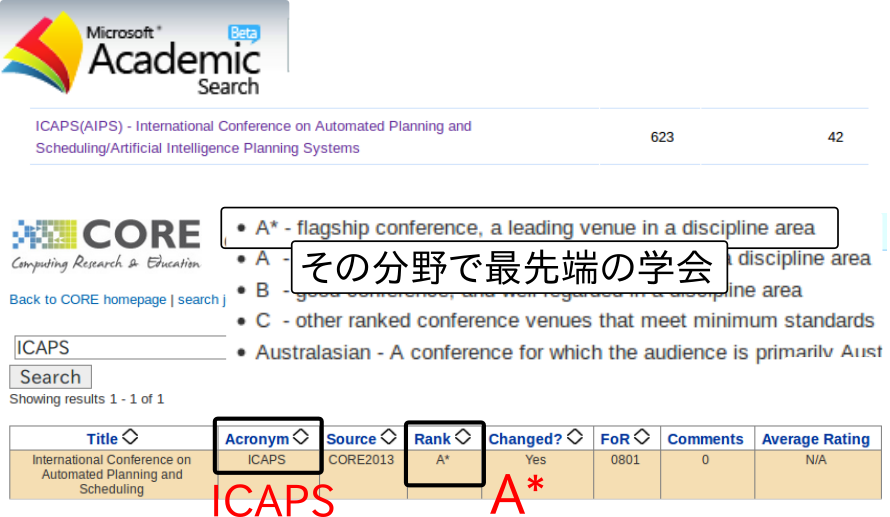 Microsoft® Beta
Academic
Search
ICAPS(AIPS) - International Conference on Automated Planning and
Scheduling/Artificial Intelligence Planning Systems
623
42
CORE
Computing Research & Education
• A* - flagship conference, a leading venue in a discipline area
その分野で最先端の学会
• A - a discipline area
• B - good conference, and well regarded in a discipline area
• C - other ranked conference venues that meet minimum standards
• Australasian - A conference for which the audience is primarily Aust
Back to CORE homepage | search j
ICAPS
Search
Showing results 1 - 1 of 1
Title Acronym Source Rank Changed? FoR Comments Average Rating
International Conference on Automated Planning and Scheduling ICAPS CORE2013 A* Yes 0801 0 N/A
ICAPS
A*